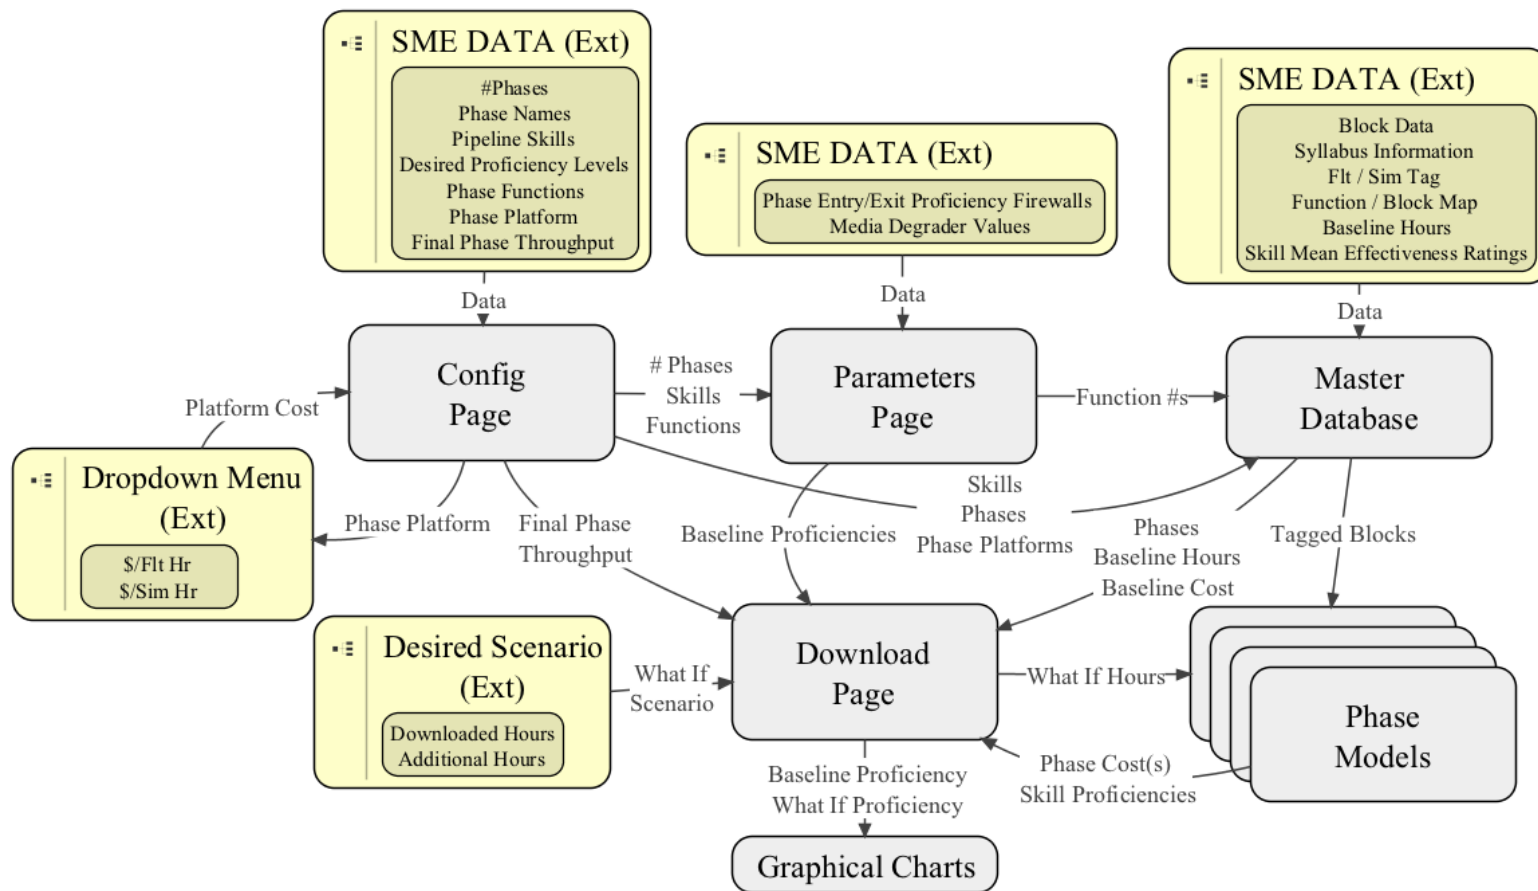 SME DATA (Ext)
#Phases
Phase Names
Pipeline Skills
Desired Proficiency Levels
Phase Functions
Phase Platform
Final Phase Throughput
SME DATA (Ext)
Phase Entry/Exit Proficiency Firewalls
Media Degrader Values
SME DATA (Ext)
Block Data
Syllabus Information
Flt / Sim Tag
Function / Block Map
Baseline Hours
Skill Mean Effectiveness Ratings
Data
Data
Data
Config
Page
# Phases
Skills
Functions
Parameters
Page
Function #s
Master
Database
Platform Cost
Dropdown Menu
(Ext)
$/Flt Hr
$/Sim Hr
Phase Platform
Final Phase
Throughput
Baseline Proficiencies
Skills
Phases
Phase Platforms
Phases
Baseline Hours
Baseline Cost
Tagged Blocks
Desired Scenario
(Ext)
Downloaded Hours
Additional Hours
What If
Scenario
Download
Page
What If Hours
Phase
Models
Phase Cost(s)
Skill Proficiencies
Baseline Proficiency
What If Proficiency
Graphical Charts